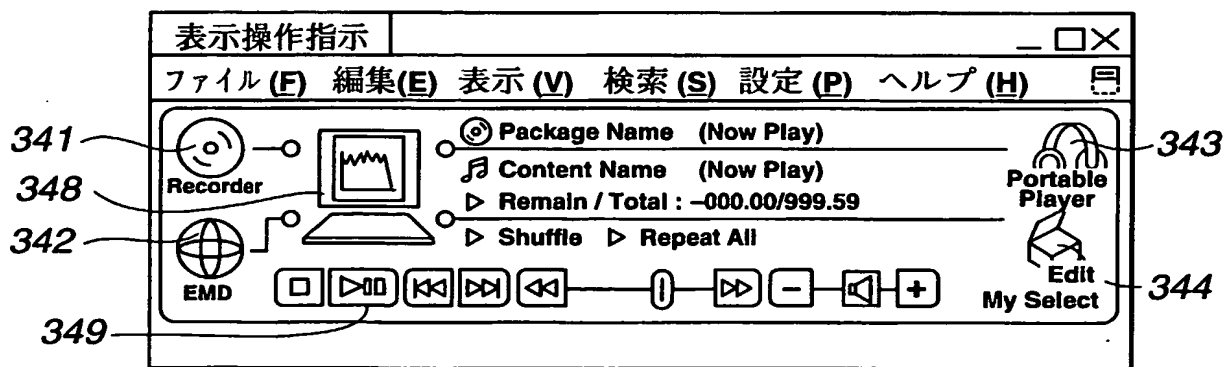 表示操作指示
ファイル (F) 編集(E) 表示 (V) 検索 (S) 設定 (P) ヘルプ (H)
341
Recorder
348
342
EMD
349
Package Name (Now Play)
Content Name (Now Play)
Remain / Total : –000.00/999.59
Shuffle Repeat All
343
Portable
Player
Edit
My Select
344